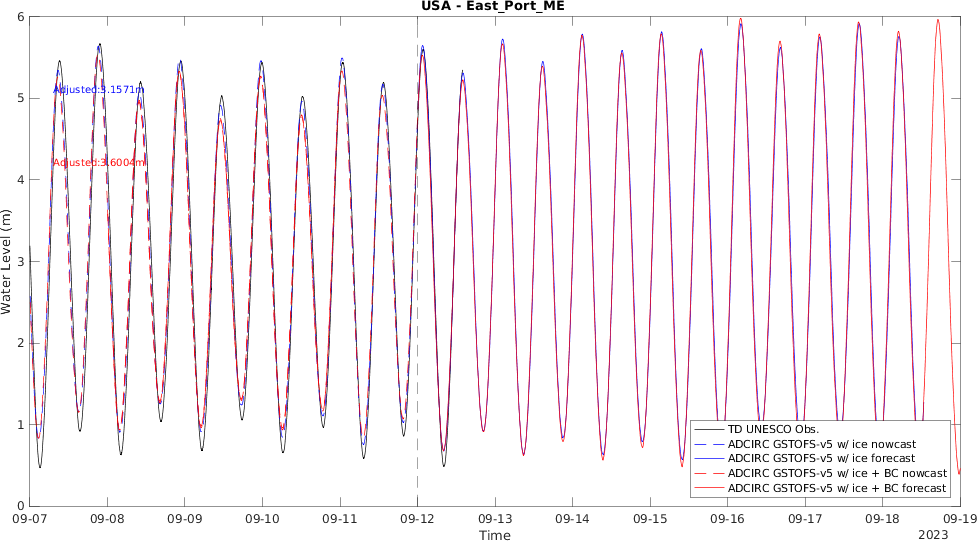 USA - East_Port_ME
6
5
4
3
2
1
0
Water Level (m)
Adjusted:3.1571m
Adjusted:3.6004m
TD UNESCO Obs.
ADCIRC GSTOFS-v5 w/ ice nowcast
ADCIRC GSTOFS-v5 w/ ice forecast
ADCIRC GSTOFS-v5 w/ ice + BC nowcast
ADCIRC GSTOFS-v5 w/ ice + BC forecast
09-07 09-08 09-09 09-10 09-11 09-12 09-13 09-14 09-15 09-16 09-17 09-18 09-19
Time
2023